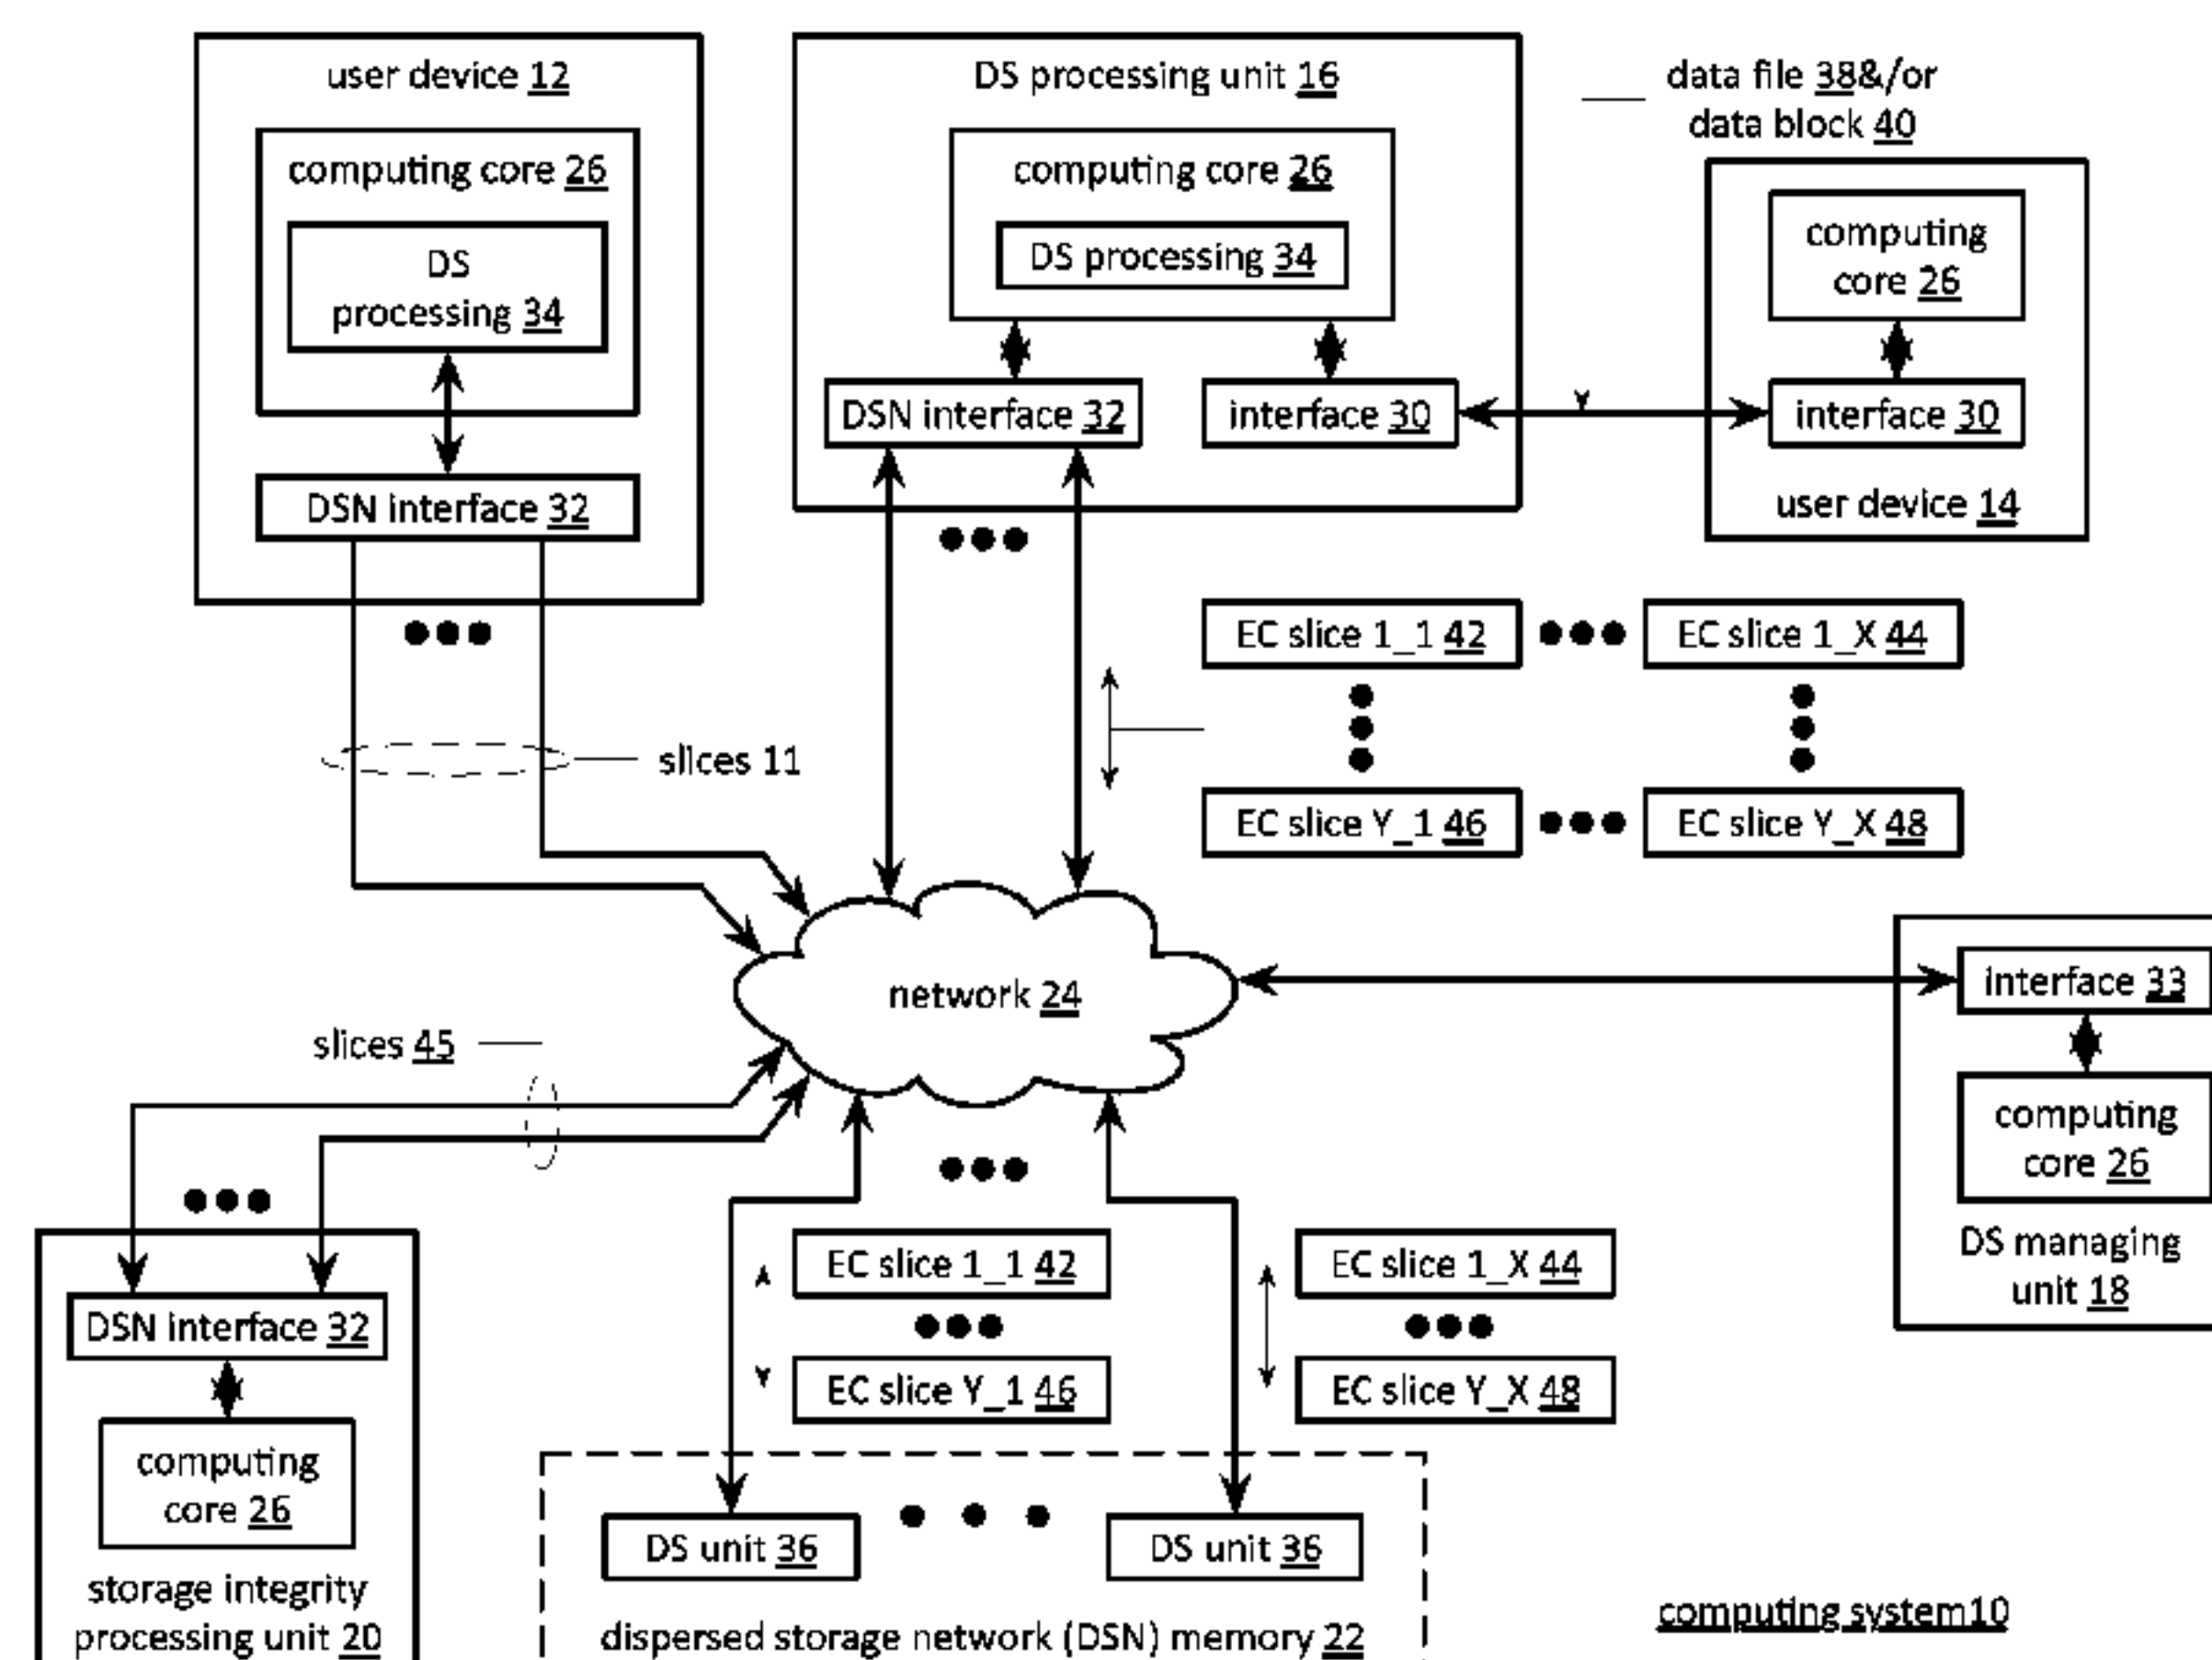 user device 12
computing core 26
DS
processing 34
DSN interface 32
DS processing unit 16
computing core 26
DS processing 34
DSN interface 32
interface 30
data file 38&/or
data block 40
computing
core 26
interface 30
user device 14
slices 11
EC slice 1_1 42
EC slice 1_X 44
EC slice Y_1 46
EC slice Y_X 48
network 24
interface 33
computing
core 26
DS managing
unit 18
slices 45
DSN interface 32
computing
core 26
storage integrity
processing unit 20
EC slice 1_1 42
EC slice Y_1 46
EC slice 1_X 44
EC slice Y_X 48
DS unit 36
DS unit 36
dispersed storage network (DSN) memory 22
computing system10